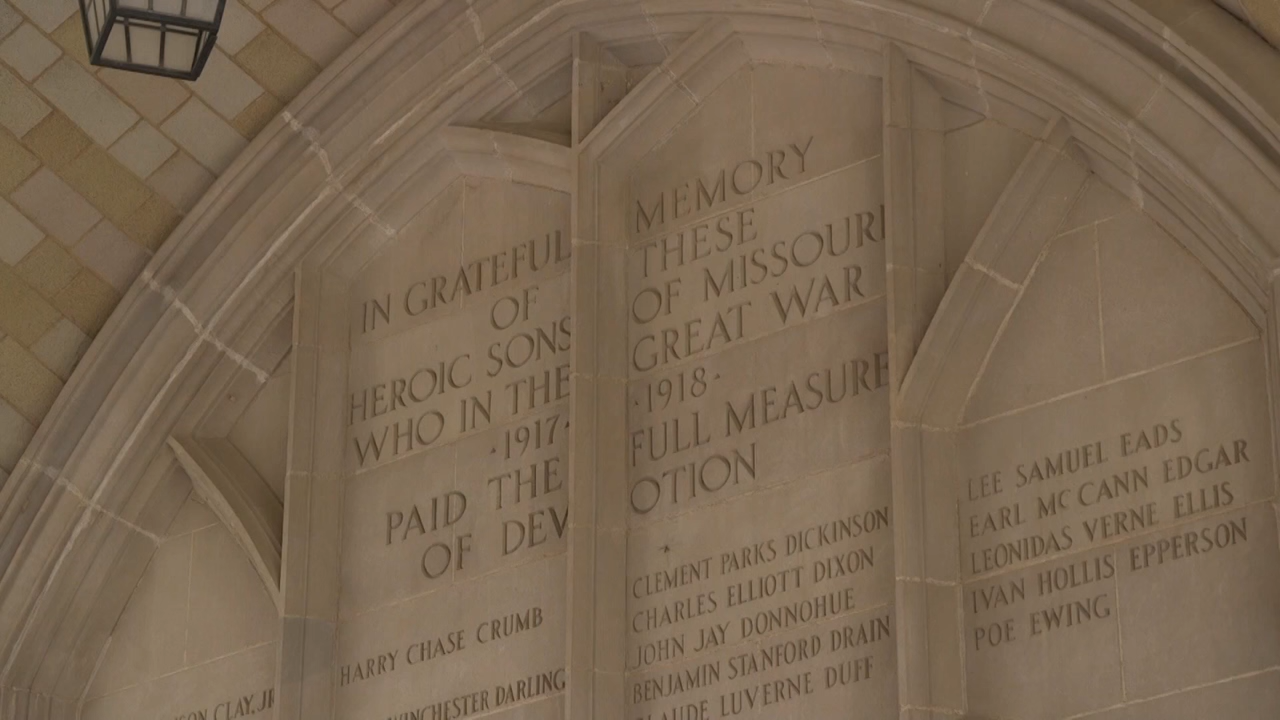 IN GRATEFUL
OF
HEROIC SONS
WHO IN THE
·1917·
PAID THE
OF DEV
HARRY CHASE CRUMB
WINCHESTER DARLING
SON CLAY, JR
MEMORY
THESE
OF MISSOURI
GREAT WAR
·1918·
FULL MEASURE
OTION
CLEMENT PARKS DICKINSON
CHARLES ELLIOTT DIXON
JOHN JAY DONNOHUE
BENJAMIN STANFORD DRAIN
CLAUDE LUVERNE DUFF
LEE SAMUEL EADS
EARL MCCANN EDGAR
LEONIDAS VERNE ELLIS
IVAN HOLLIS EPPERSON
POE EWING